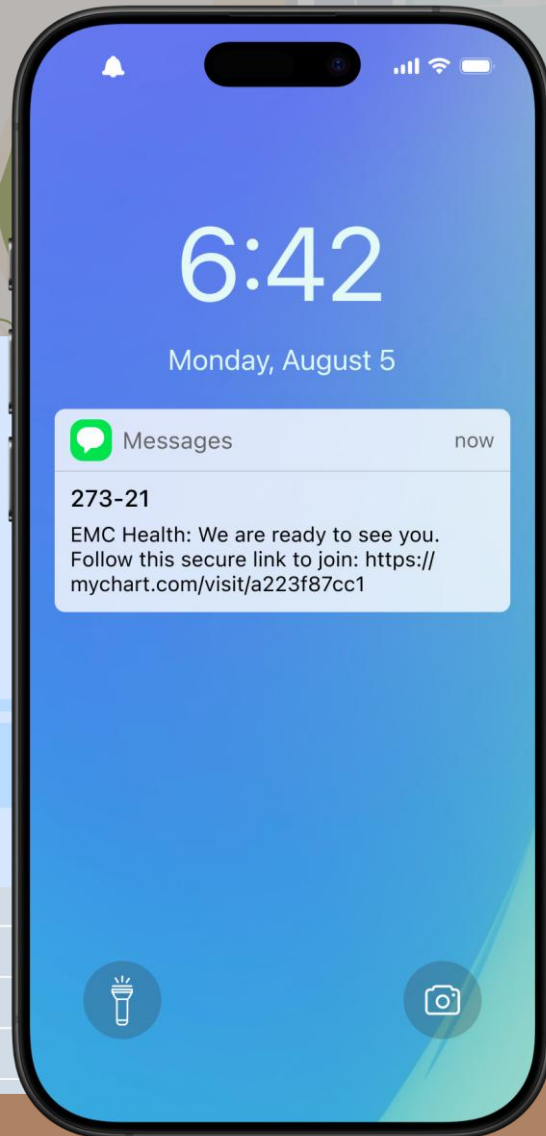 6:42
Monday, August 5
Messages now
273-21
EMC Health: We are ready to see you.
Follow this secure link to join: https://
mychart.com/visit/a223f87cc1